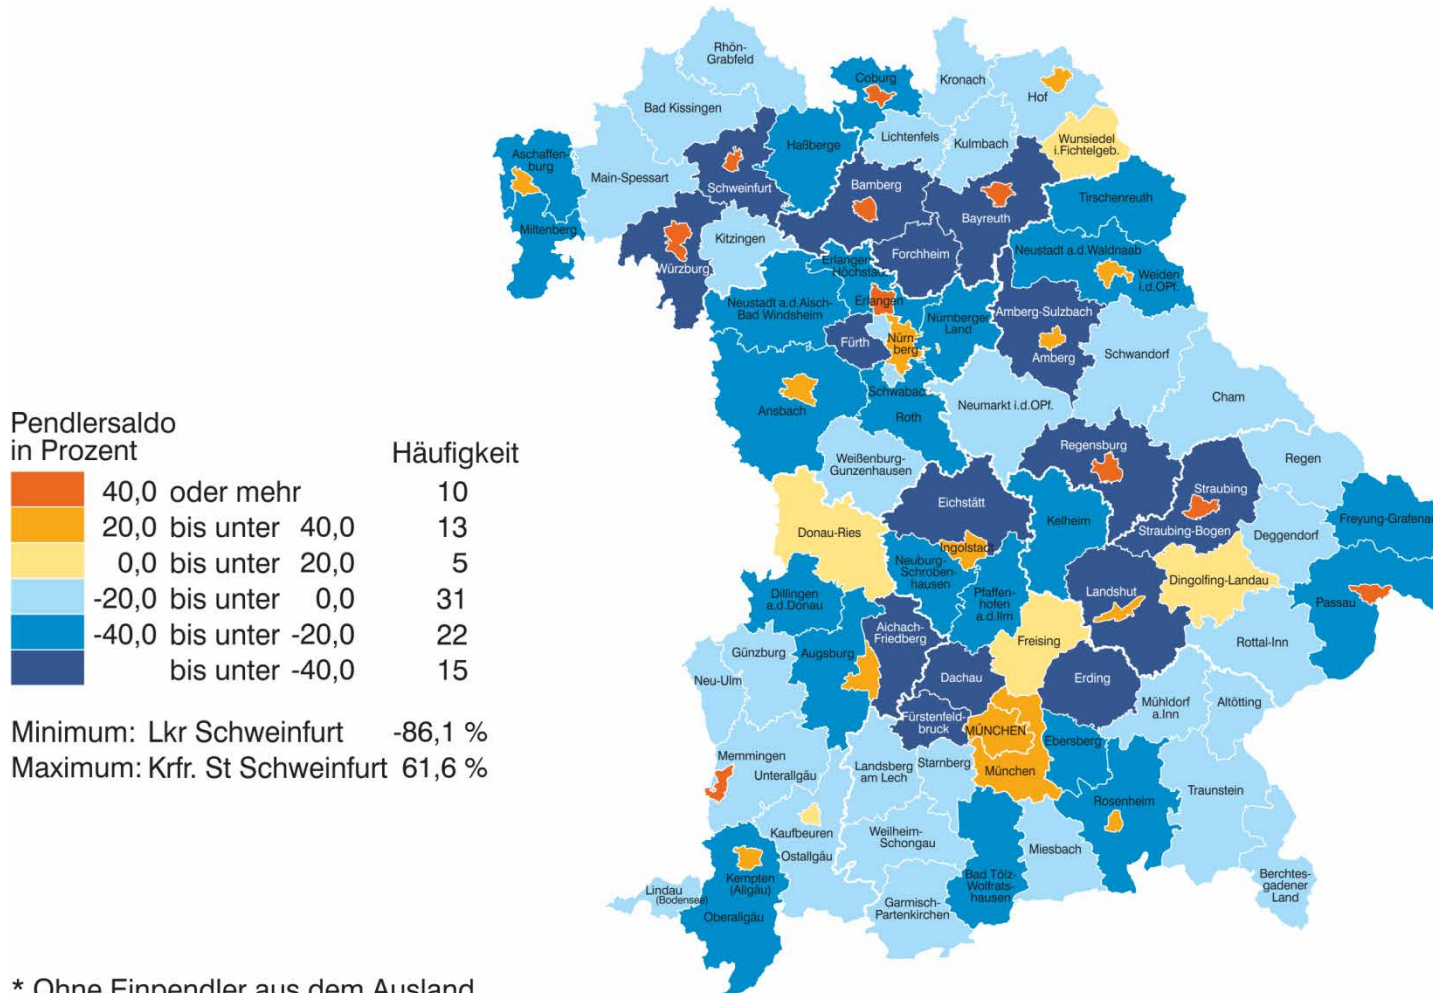 Rhön-
Grabfeld
Coburg
Kronach
Hof
Bad Kissingen
Lichtenfels
Kulmbach
Wunsiedel
i.Fichtelgeb.
Aschaffen-
burg
Haßberge
Main-Spessart
Schweinfurt
Bamberg
Bayreuth
Tirschenreuth
Miltenberg
Kitzingen
Würzburg
Forchheim
Neustadt a.d.Waldnaab
Weiden
i.d.OPf.
Erlangen-
Höchstad
Neustadt a.d.Aisch-
Bad Windsheim
Erlangen
Nürnberger
Land
Amberg-Sulzbach
Fürth
Nürn-
berg
Amberg
Schwandorf
Schwabach
Roth
Ansbach
Neumarkt i.d.OPf.
Cham
Pendlersaldo
in Prozent
Häufigkeit
40,0 oder mehr 10
20,0 bis unter 40,0 13
0,0 bis unter 20,0 5
-20,0 bis unter 0,0 31
-40,0 bis unter -20,0 22
bis unter -40,0 15
Minimum: Lkr Schweinfurt -86,1 %
Maximum: Krfr. St Schweinfurt 61,6 %
Weißenburg-
Gunzenhausen
Regensburg
Regen
Straubing
Eichstätt
Kelheim
Straubing-Bogen
Freyung-Grafenau
Deggendorf
Donau-Ries
Ingolstadt
Neuburg-
Schroben-
hausen
Dingolfing-Landau
Dillingen
a.d.Donau
Pfaffen-
hofen
a.d.Ilm
Landshut
Passau
Aichach-
Friedberg
Freising
Rottal-Inn
Günzburg
Augsburg
Neu-Ulm
Dachau
Erding
Mühldorf
a.Inn
Altötting
Fürstenfeld-
bruck
MÜNCHEN
Ebersberg
Memmingen
Unterallgäu
Landsberg
am Lech
Starnberg
München
Rosenheim
Traunstein
Kaufbeuren
Ostallgäu
Weilheim-
Schongau
Miesbach
Kempten
(Allgäu)
Bad Tölz-
Wolfrats-
hausen
Berchtes-
gadener
Land
Lindau
(Bodensee)
Oberallgäu
Garmisch-
Partenkirchen
* Ohne Einpendler aus dem Ausland